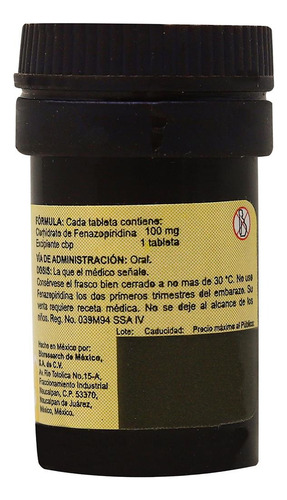 FÓRMULA: Cada tableta contiene:
Clorhidrato de Fenazopiridina 100 mg
Excipiente cbp 1 tableta
VÍA DE ADMINISTRACIÓN: Oral.
DOSIS: La que el médico señale.
Consérvese el frasco bien cerrado a no mas de 30 °C. No use
Fenazopiridina los dos primeros trimestres del embarazo. Su
venta requiere receta médica. No se deje al alcance de los
niños. Reg. No. 039M94 SSA IV
Lote: Caducidad: Precio máximo al Público:
Hecho en México por:
Bioresearch de México,
S.A. de C.V.
Av. Río Totolica No.15-A,
Fraccionamiento Industrial
Naucalpan, C.P. 53370,
Naucalpan de Juárez,
México, México.